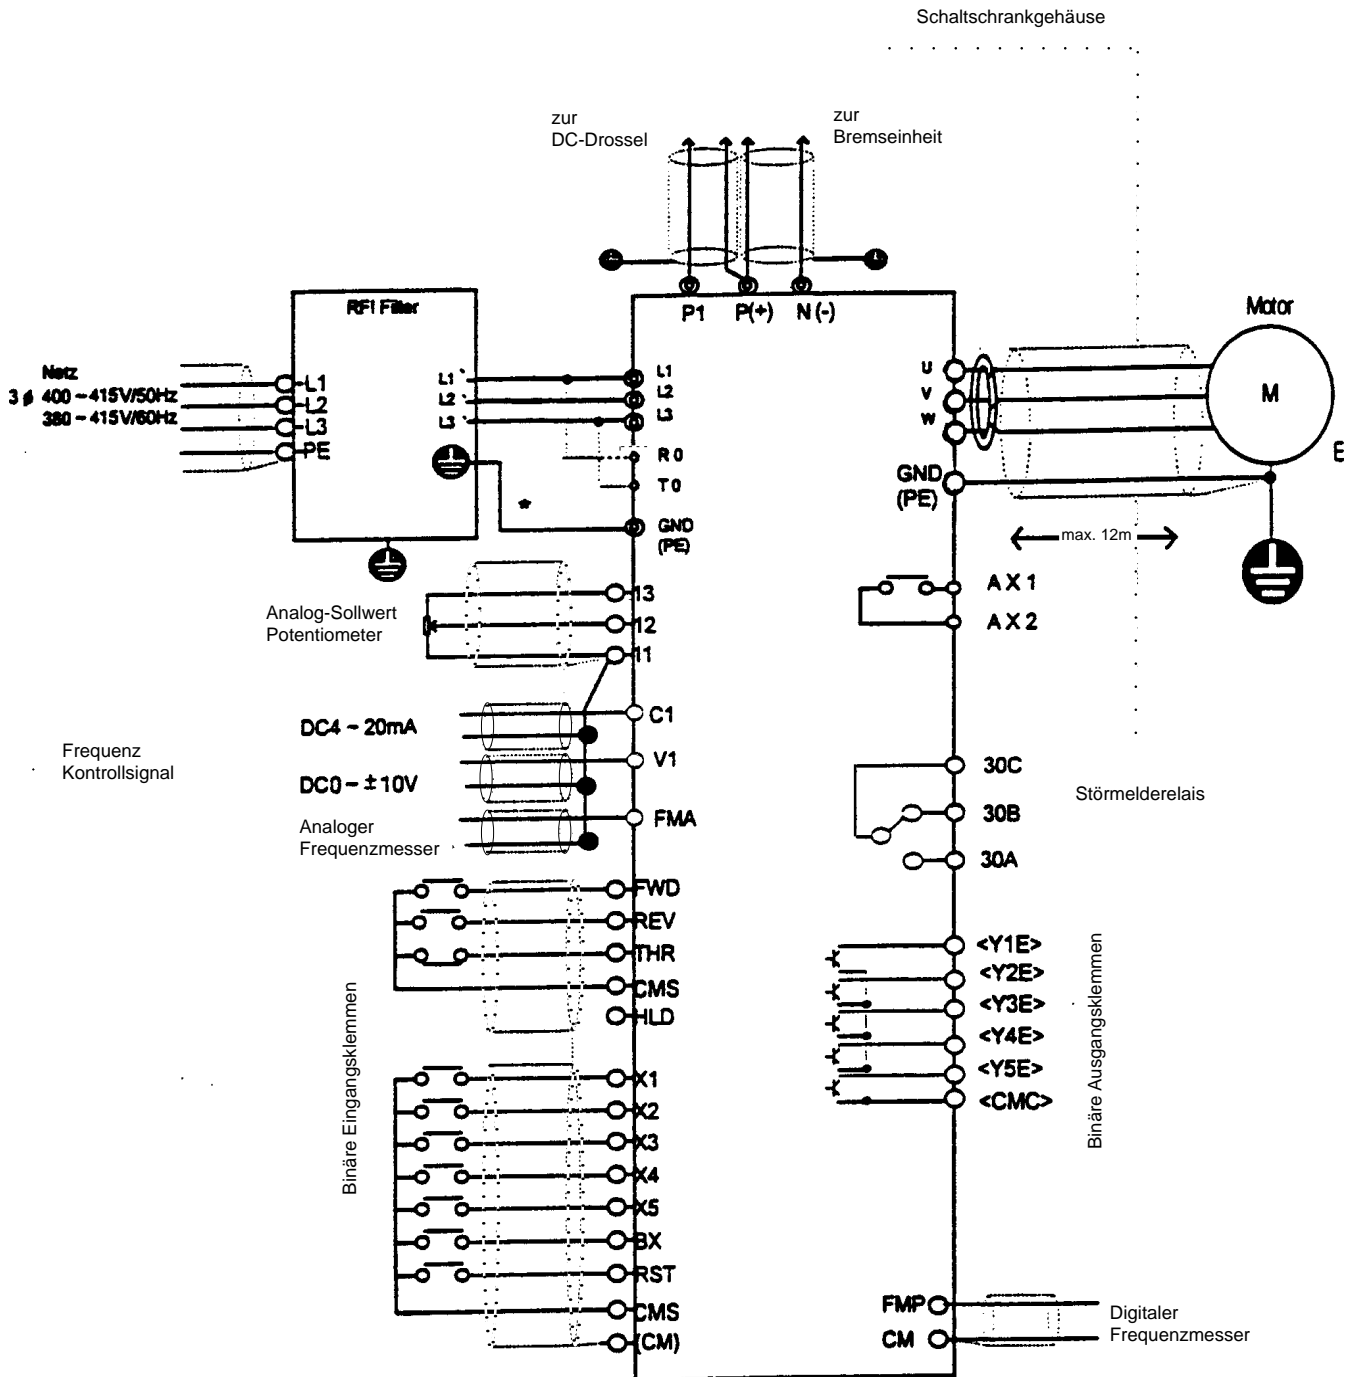 Schaltschrankgehäuse
zur
DC-Drossel
zur
Bremseinheit
P1 P(+) N (-)
RFI Filter
Netz
3 ø 400 ~ 415V/50Hz
380 ~ 415V/60Hz
L1
L2
L3
PE
L1`
L2`
L3`
L1
L2
L3
R 0
T 0
*
GND
(PE)
U
V
W
GND
(PE)
Motor
M
E
max. 12m
Analog-Sollwert
Potentiometer
13
12
11
A X 1
A X 2
Frequenz
Kontrollsignal
DC4 ~ 20mA
DC0 ~ ±10V
Analoger
Frequenzmesser
C1
V1
FMA
30C
30B
30A
Störmelderelais
Binäre Eingangsklemmen
FWD
REV
THR
CMS
HLD
X1
X2
X3
X4
X5
BX
RST
CMS
(CM)
<Y1E>
<Y2E>
<Y3E>
<Y4E>
<Y5E>
<CMC>
Binäre Ausgangsklemmen
FMP
CM
Digitaler
Frequenzmesser